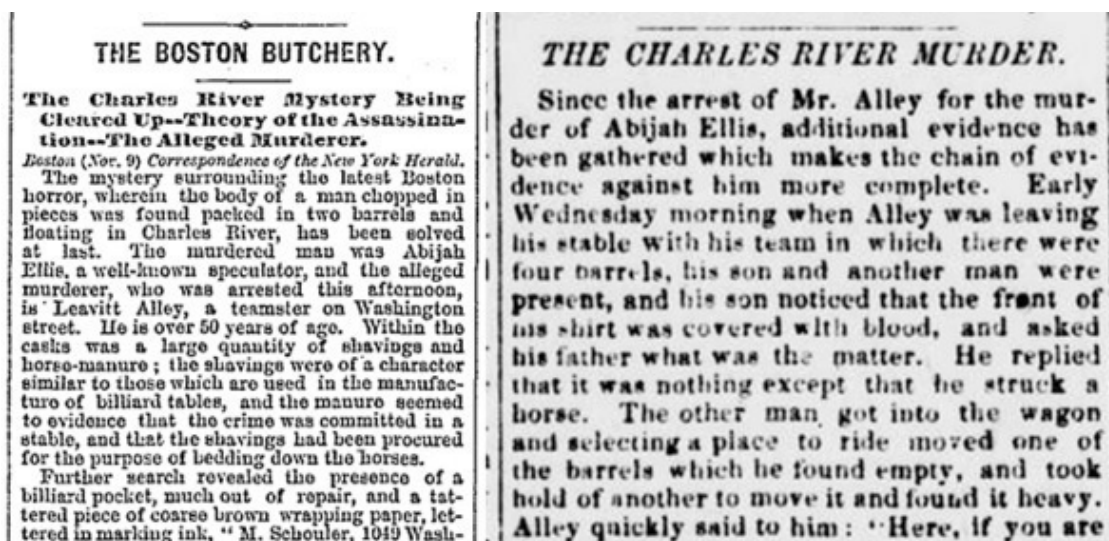 THE BOSTON BUTCHERY.
The Charles River Mystery Being
Cleared Up--Theory of the Assassina-
tion--The Alleged Murderer.
Boston (Nov. 9) Correspondence of the New York Herald.
The mystery surrounding the latest Boston
horror, wherein the body of a man chopped in
pieces was found packed in two barrels and
floating in Charles River, has been solved
at last. The murdered man was Abijah
Ellis, a well-known speculator, and the alleged
murderer, who was arrested this afternoon,
is Leavitt Alley, a teamster on Washington
street. He is over 50 years of age. Within the
casks was a large quantity of shavings and
horse-manure; the shavings were of a character
similar to those which are used in the manufac-
ture of billiard tables, and the manure seemed
to evidence that the crime was committed in a
stable, and that the shavings had been procured
for the purpose of bedding down the horses.
Further search revealed the presence of a
billiard pocket, much out of repair, and a tat-
tered piece of coarse brown wrapping paper, let-
tered in marking ink, "M. Schouler, 1049 Wash-
THE CHARLES RIVER MURDER.
Since the arrest of Mr. Alley for the mur-
der of Abijah Ellis, additional evidence has
been gathered which makes the chain of evi-
dence against him more complete. Early
Wednesday morning when Alley was leaving
his stable with his team in which there were
four barrels, his son and another man were
present, and his son noticed that the front of
his shirt was covered with blood, and asked
his father what was the matter. He replied
that it was nothing except that he struck a
horse. The other man got into the wagon
and selecting a place to ride moved one of
the barrels which he found empty, and took
hold of another to move it and found it heavy.
Alley quickly said to him: "Here, if you are